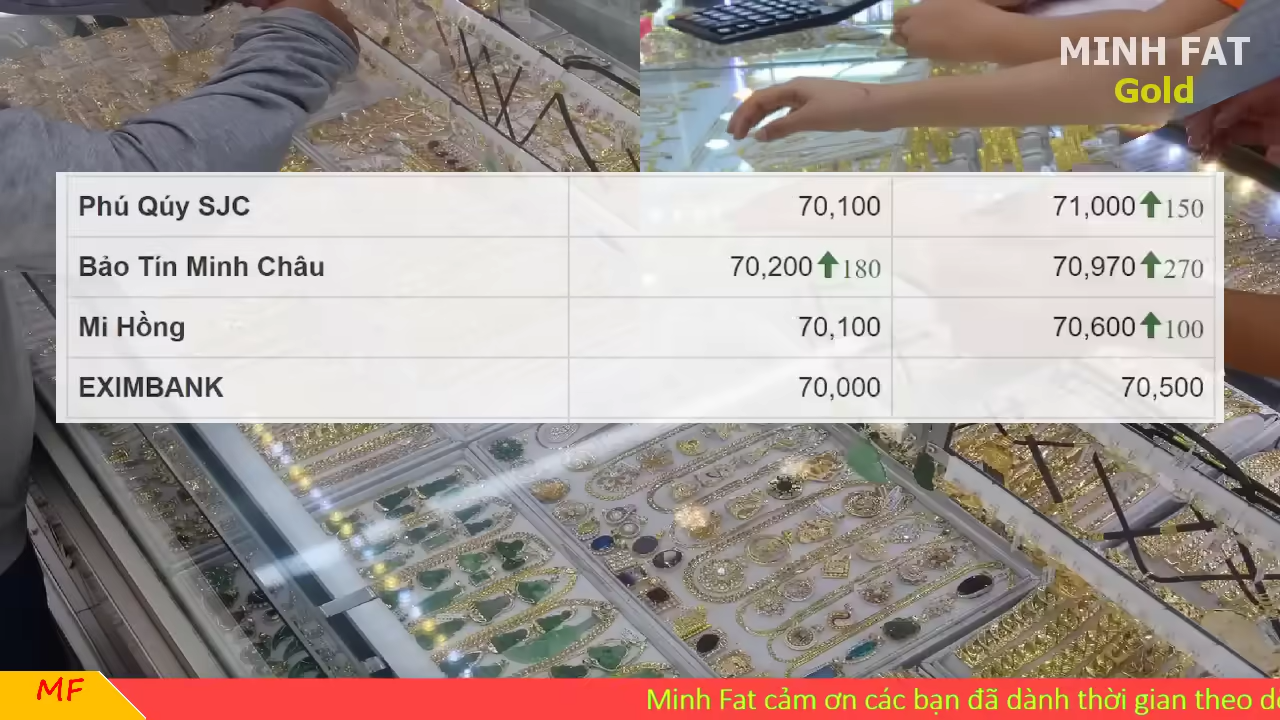 MINH FAT
Gold
Phú Qúy SJC 70,100 71,000 150
Bảo Tín Minh Châu 70,200 180 70,970 270
Mi Hồng 70,100 70,600 100
EXIMBANK 70,000 70,500
MF Minh Fat cảm ơn các bạn đã dành thời gian theo